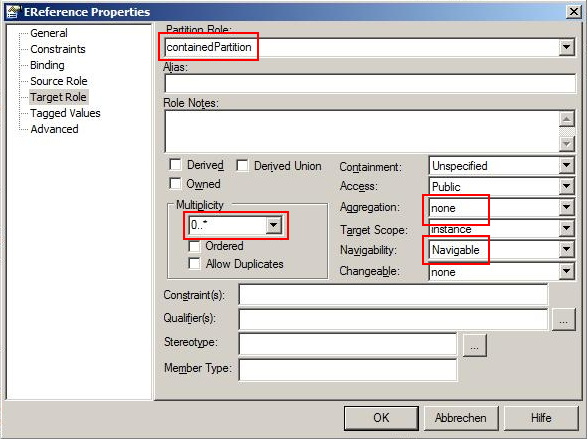 EReference Properties
General
Constraints
Binding
Source Role
Target Role
Tagged Values
Advanced
Partition Role:
containedPartition
Alias:
Role Notes:
Derived
Derived Union
Owned
Multiplicity
0..*
Ordered
Allow Duplicates
Containment: Unspecified
Access: Public
Aggregation: none
Target Scope: instance
Navigability: Navigable
Changeable: none
Constraint(s):
Qualifier(s): ...
Stereotype: ...
Member Type:
OK Abbrechen Hilfe